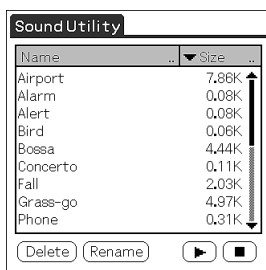 Sound Utility
Name .. ▼ Size ..
Airport 7.86K
Alarm 0.08K
Alert 0.08K
Bird 0.06K
Bossa 4.44K
Concerto 0.11K
Fall 2.03K
Grass-go 4.97K
Phone 0.31K
Delete Rename